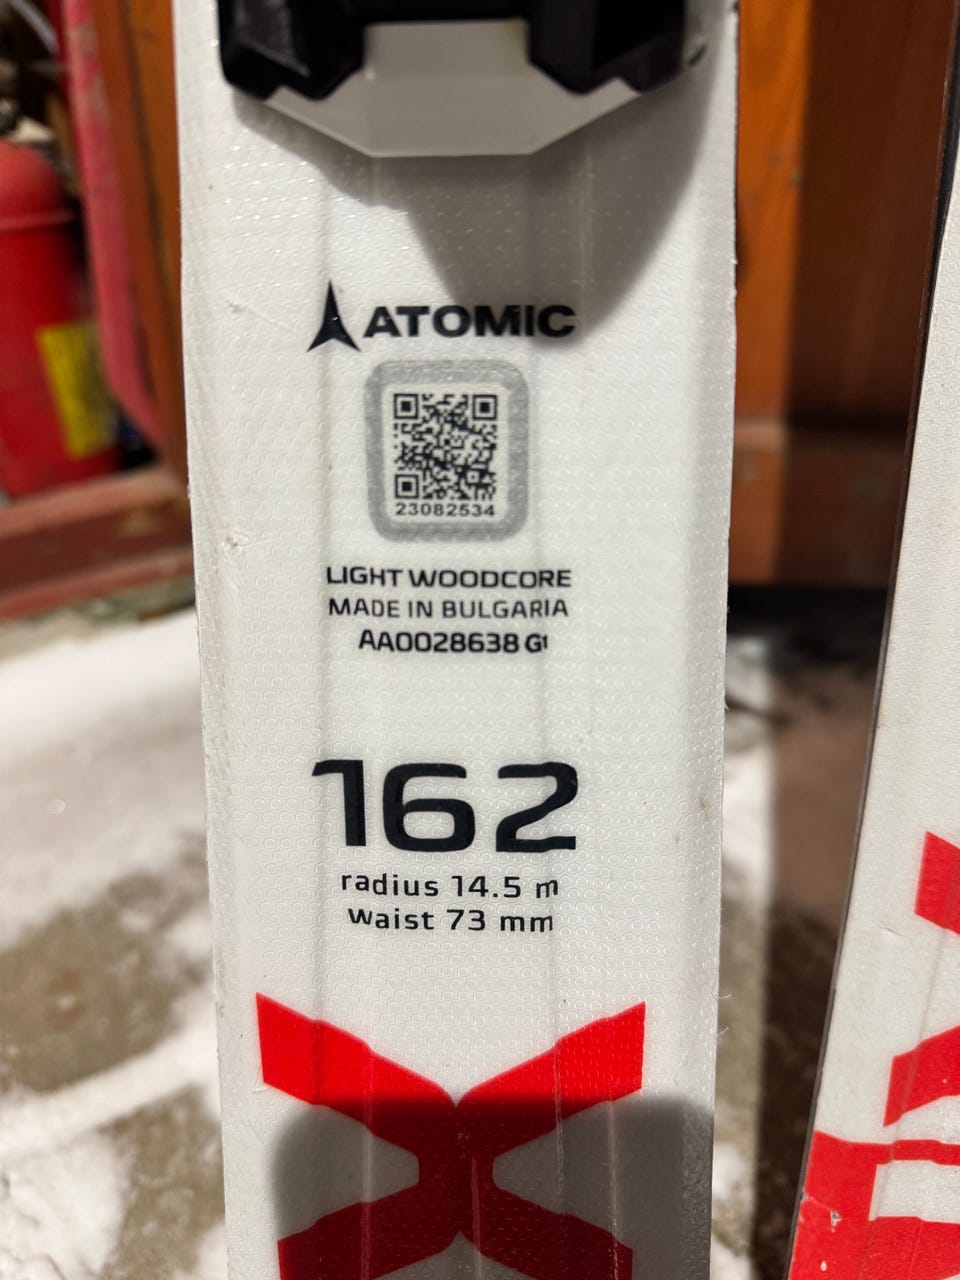 ATOMIC
23082534
LIGHT WOODCORE
MADE IN BULGARIA
AA0028638 G1
162
radius 14.5 m
waist 73 mm
X